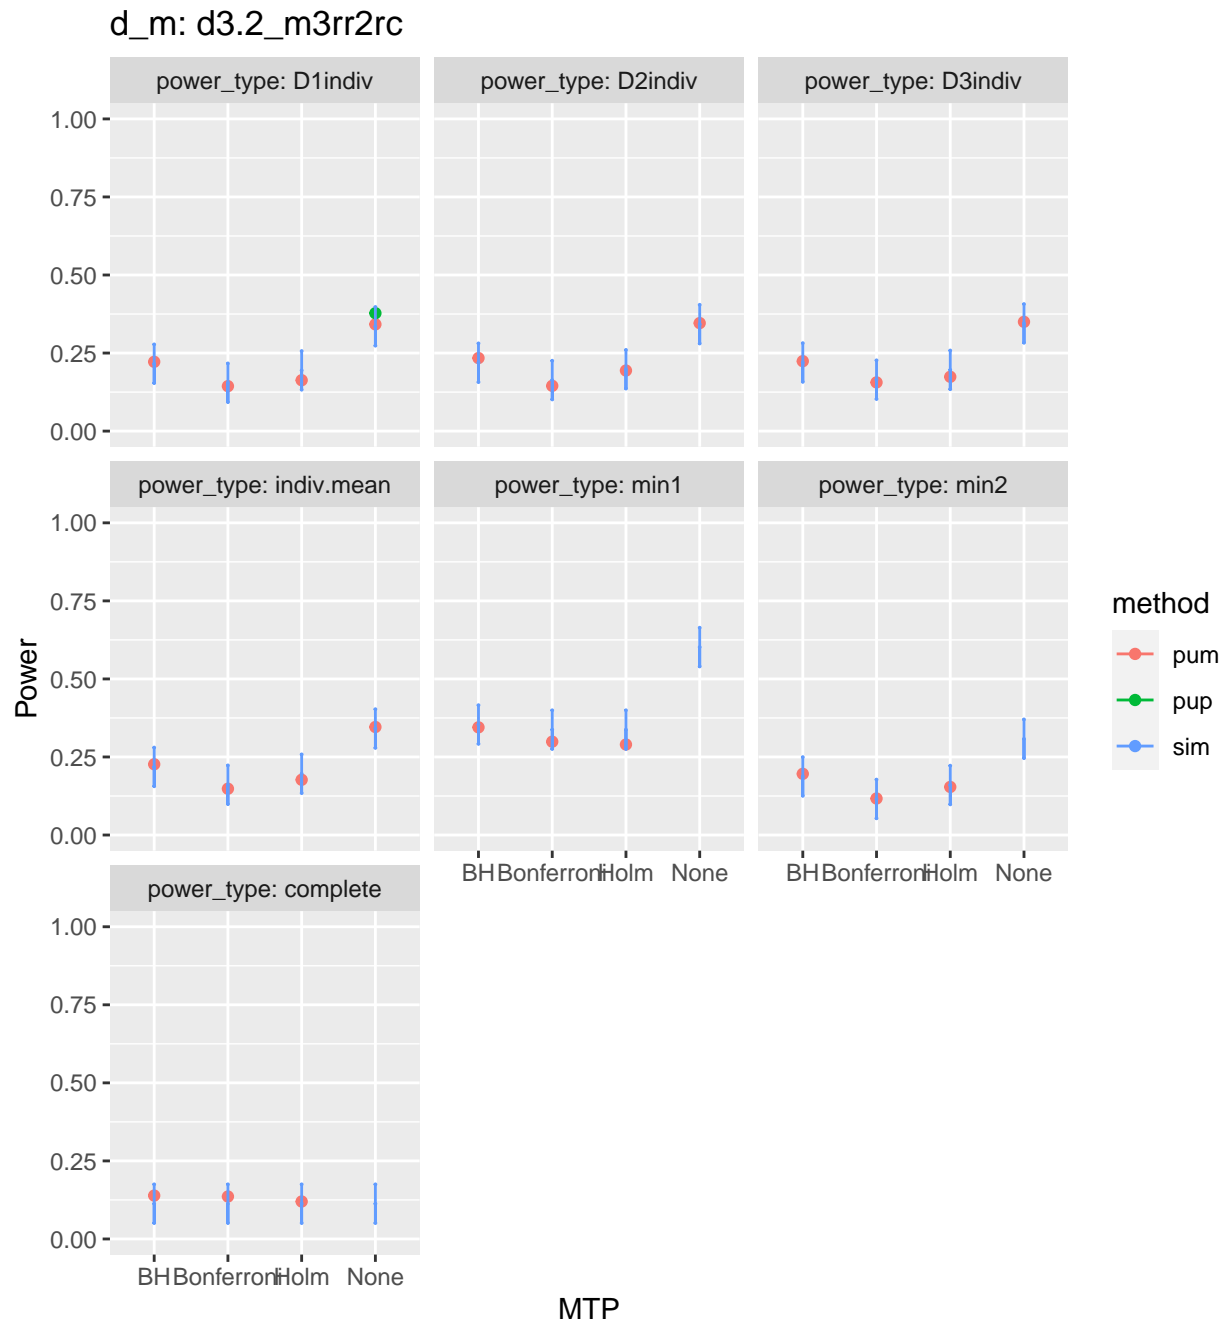 d_m: d3.2_m3rr2rc
power_type: D1indiv
power_type: D2indiv
power_type: D3indiv
1.00
0.75
0.50
0.25
0.00
power_type: indiv.mean
power_type: min1
power_type: min2
1.00
0.75
0.50
0.25
0.00
BH Bonferroni Holm None
BH Bonferroni Holm None
power_type: complete
1.00
0.75
0.50
0.25
0.00
BH Bonferroni Holm None
MTP
Power
method
pum
pup
sim